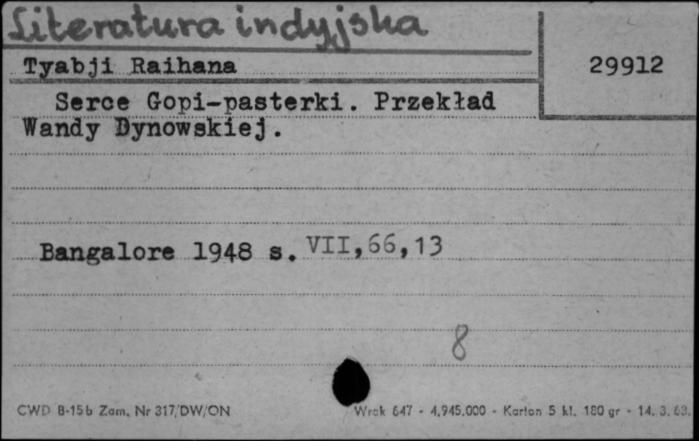 Literatura indyjska
Tyabji Raihana
29912
Serce Gopi-pasterki. Przekład
Wandy Dynowskiej.
Bangalore 1948 s. VII,66,13
8
CWD 8-15b Zam. Nr 317/DW/ON
Wrck 647 - 4.945.000 - Karton 5 kl. 180 gr - 14. 3. 63.